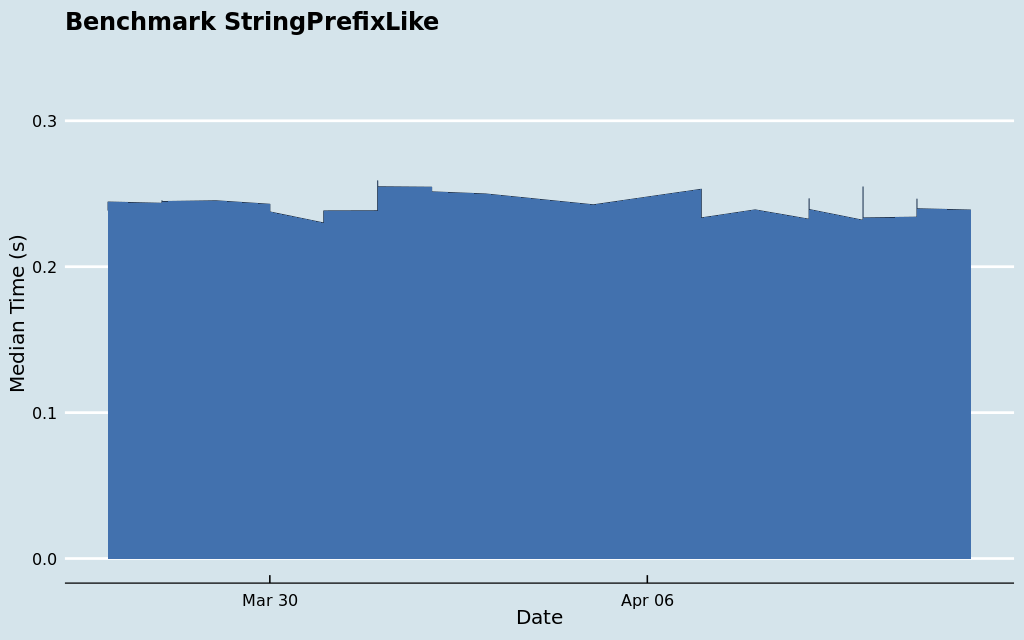 Benchmark StringPrefixLike
0.3
0.2
0.1
0.0
Median Time (s)
Mar 30
Apr 06
Date